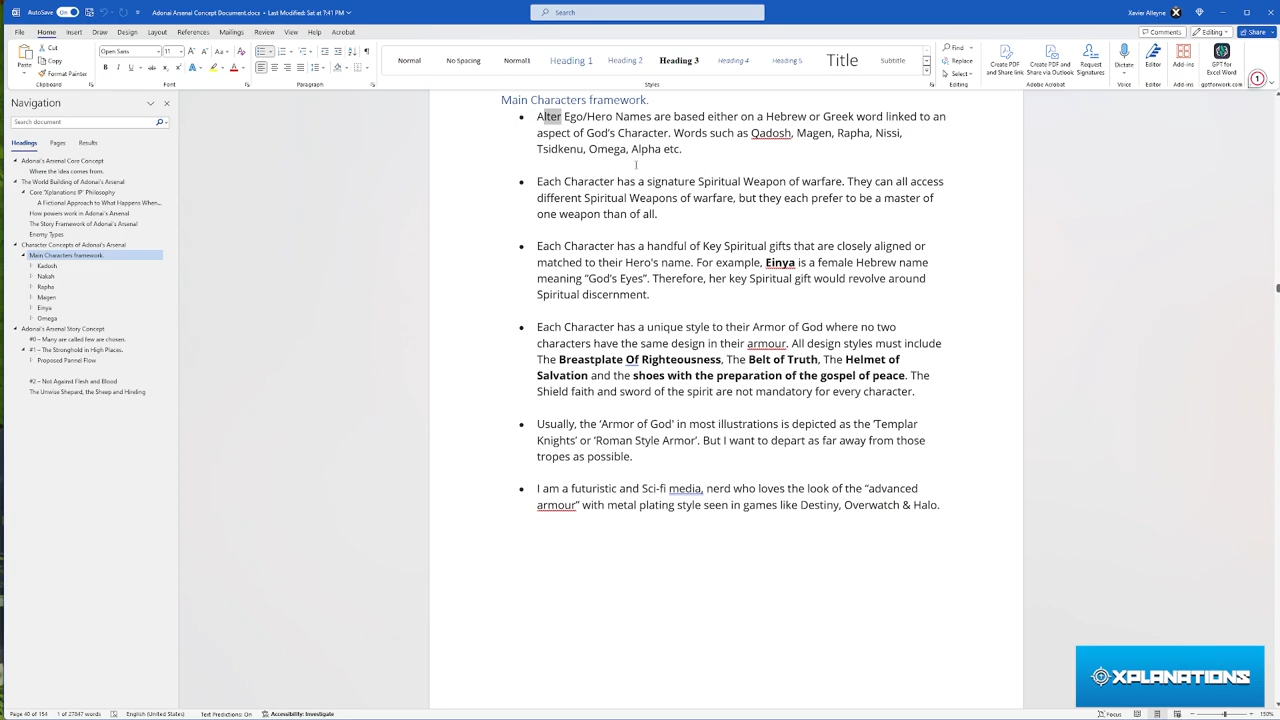 AutoSave On Adonai Arsenal Concept Document.docx • Last Modified: Sat at 7:41 PM Search Xavier Alleyne
File Home Insert Draw Design Layout References Mailings Review View Help Acrobat Comments Editing Share
Paste Cut Copy Format Painter Clipboard
Open Sans 11 Font Paragraph
Normal No Spacing Normal1 Heading 1 Heading 2 Heading 3 Heading 4 Heading 5 Title Subtitle Styles
Find Replace Select Editing
Create PDF and Share link Create PDF and Share via Outlook Request Signatures Adobe Acrobat
Dictate Voice Editor Editor Add-ins Add-ins GPT for Excel Word gptforwork.com 1
Navigation
Search document
Headings Pages Results
Adonai's Arsenal Core Concept
Where the idea comes from.
The World Building of Adonai's Arsenal
Core 'Xplanations IP' Philosophy
A Fictional Approach to What Happens When...
How powers work in Adonai's Arsenal
The Story Framework of Adonai's Arsenal
Enemy Types
Character Concepts of Adonai's Arsenal
Main Characters framework.
Kadosh
Nakah
Rapha
Magen
Einya
Omega
Adonai's Arsenal Story Concept
#0 – Many are called few are chosen.
#1 – The Stronghold in High Places.
Proposed Pannel Flow
#2 – Not Against Flesh and Blood
The Unwise Shepard, the Sheep and Hireling
Main Characters framework.
• Alter Ego/Hero Names are based either on a Hebrew or Greek word linked to an
aspect of God's Character. Words such as Qadosh, Magen, Rapha, Nissi,
Tsidkenu, Omega, Alpha etc.
• Each Character has a signature Spiritual Weapon of warfare. They can all access
different Spiritual Weapons of warfare, but they each prefer to be a master of
one weapon than of all.
• Each Character has a handful of Key Spiritual gifts that are closely aligned or
matched to their Hero's name. For example, Einya is a female Hebrew name
meaning "God's Eyes". Therefore, her key Spiritual gift would revolve around
Spiritual discernment.
• Each Character has a unique style to their Armor of God where no two
characters have the same design in their armour. All design styles must include
The Breastplate Of Righteousness, The Belt of Truth, The Helmet of
Salvation and the shoes with the preparation of the gospel of peace. The
Shield faith and sword of the spirit are not mandatory for every character.
• Usually, the 'Armor of God' in most illustrations is depicted as the 'Templar
Knights' or 'Roman Style Armor'. But I want to depart as far away from those
tropes as possible.
• I am a futuristic and Sci-fi media, nerd who loves the look of the "advanced
armour" with metal plating style seen in games like Destiny, Overwatch & Halo.
XPLANATIONS
Page 40 of 154 1 of 27847 words English (United States) Text Predictions: On Accessibility: Investigate Focus 150%